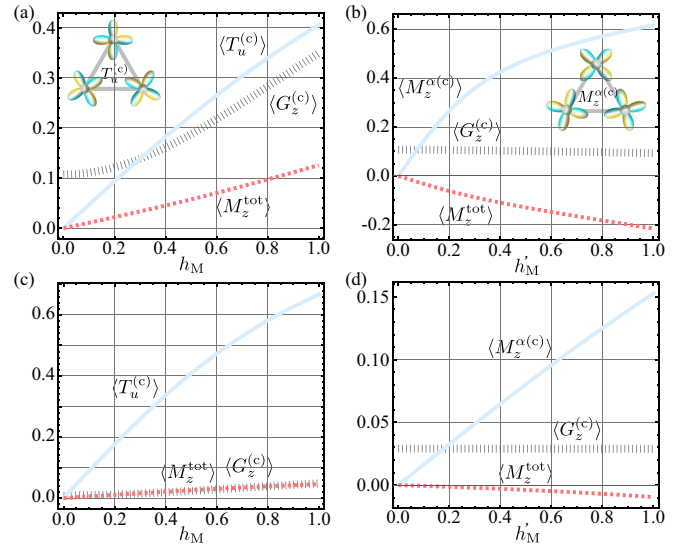 (a)
0.4
0.3
0.2
0.1
0.0
⟨T_u^(c)⟩
T_u^(c)
⟨G_z^(c)⟩
⟨M_z^tot⟩
0.0 0.2 0.4 0.6 0.8 1.0
h_M
(b)
0.6
0.4
0.2
0.0
-0.2
⟨M_z^α(c)⟩
M_z^α(c)
⟨G_z^(c)⟩
⟨M_z^tot⟩
0.0 0.2 0.4 0.6 0.8 1.0
h'_M
(c)
0.6
0.4
0.2
0.0
⟨T_u^(c)⟩
⟨M_z^tot⟩ ⟨G_z^(c)⟩
0.0 0.2 0.4 0.6 0.8 1.0
h_M
(d)
0.15
0.10
0.05
0.00
⟨M_z^α(c)⟩
⟨G_z^(c)⟩
⟨M_z^tot⟩
0.0 0.2 0.4 0.6 0.8 1.0
h'_M